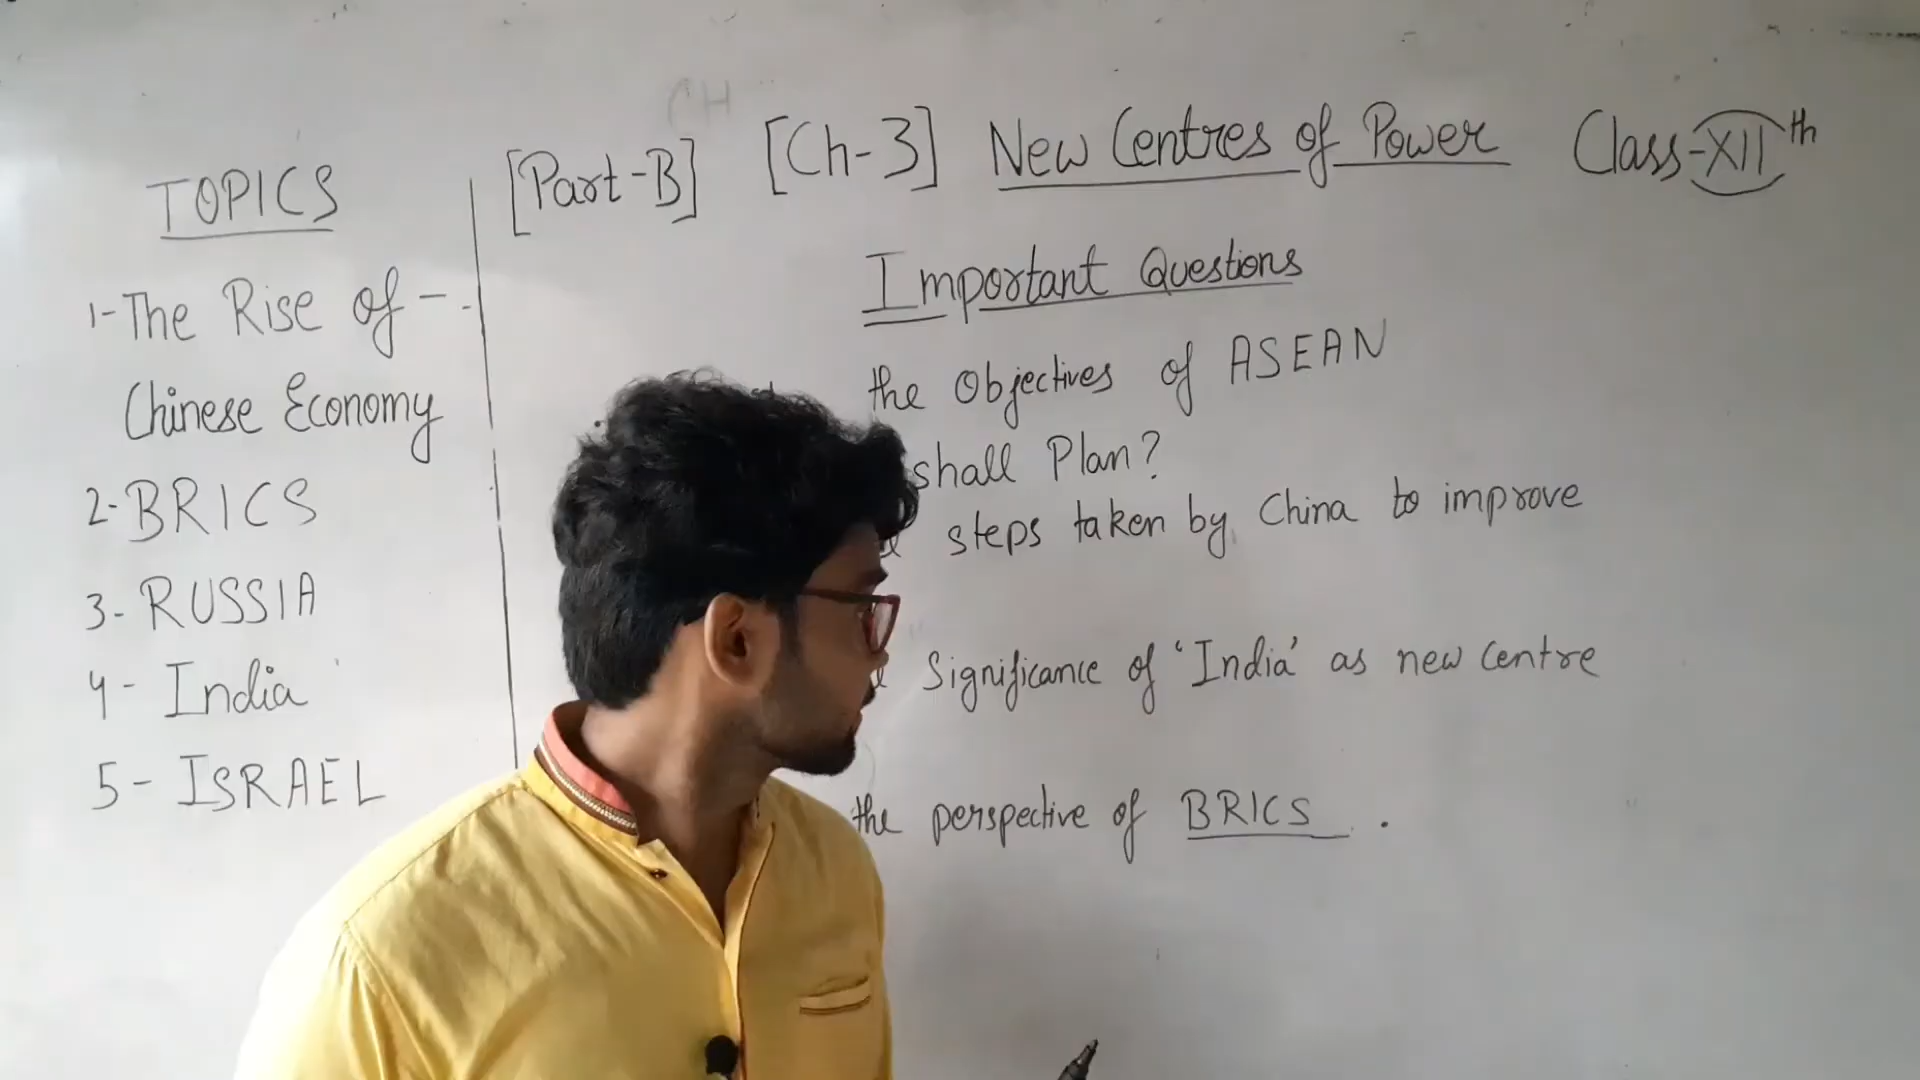 TOPICS
1-The Rise of -
Chinese Economy
2-BRICS
3-RUSSIA
4-India
5-ISRAEL
CH
[Part-B] [Ch-3] New Centres of Power Class-XIIth
Important Questions
the Objectives of ASEAN
shall Plan?
steps taken by China to improve
Significance of 'India' as new centre
the perspective of BRICS.